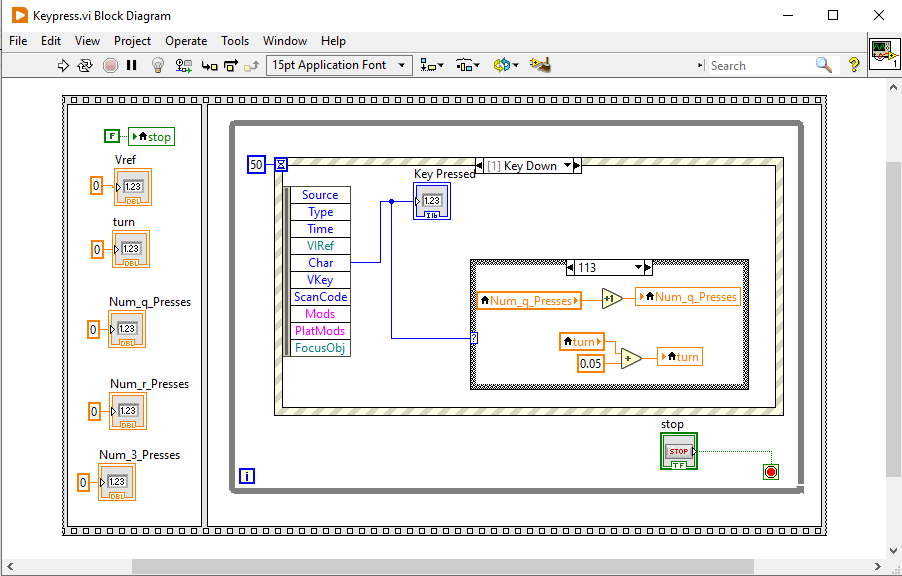 Keypress.vi Block Diagram
File Edit View Project Operate Tools Window Help
15pt Application Font
Search
?
1
F
stop
Vref
0
1.23
DBL
turn
0
1.23
DBL
Num_q_Presses
0
1.23
DBL
Num_r_Presses
0
1.23
DBL
Num_3_Presses
0
1.23
DBL
50
[1] Key Down
Key Pressed
1.23
I16
Source
Type
Time
VIRef
Char
VKey
ScanCode
Mods
PlatMods
FocusObj
113
?
Num_q_Presses
+1
Num_q_Presses
turn
0.05
+
turn
stop
STOP
TF
i